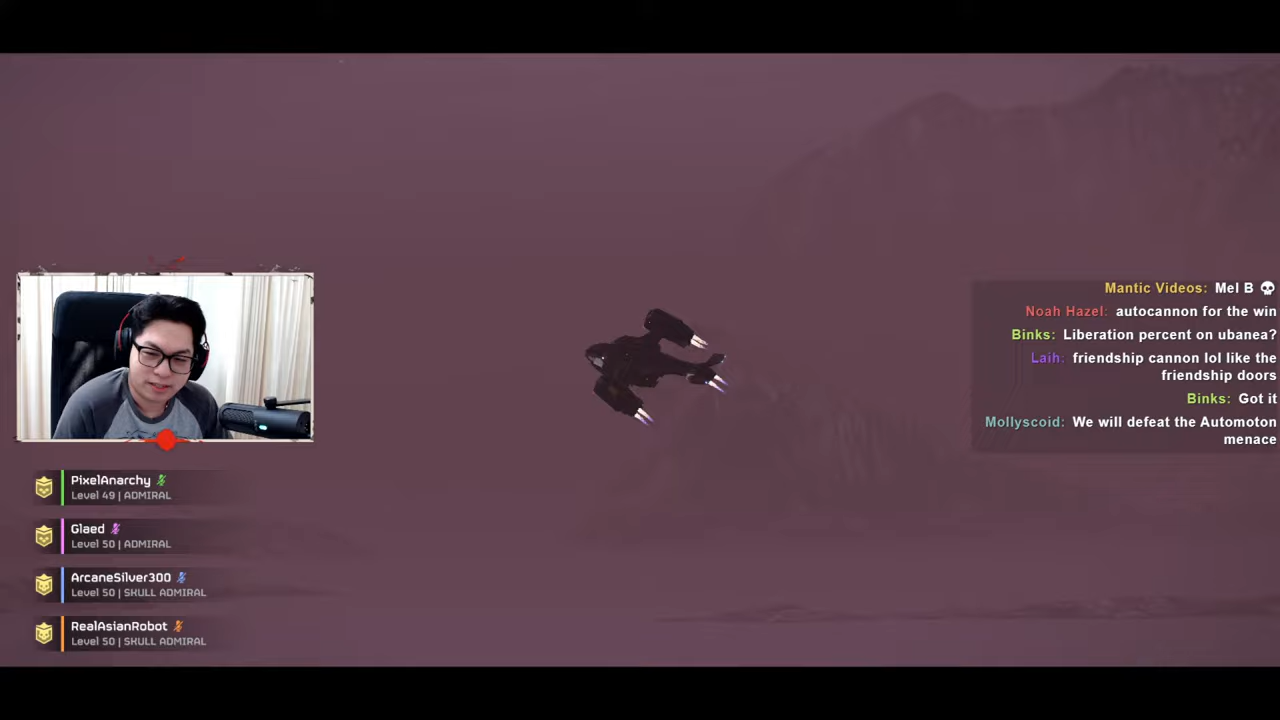 Mantic Videos: Mel B
Noah Hazel: autocannon for the win
Binks: Liberation percent on ubanea?
Laih: friendship cannon lol like the
friendship doors
Binks: Got it
Mollyscoid: We will defeat the Automoton
menace
PixelAnarchy
Level 49 | ADMIRAL
Glaed
Level 50 | ADMIRAL
ArcaneSilver300
Level 50 | SKULL ADMIRAL
RealAsianRobot
Level 50 | SKULL ADMIRAL